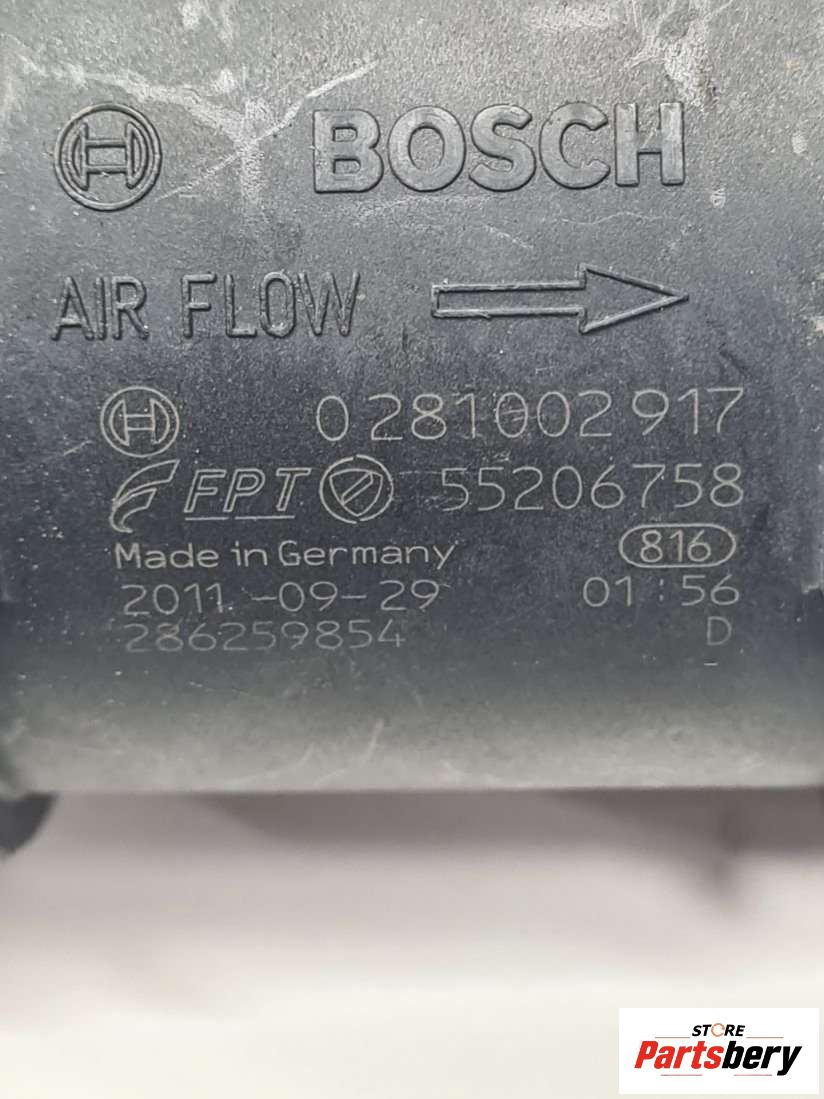 BOSCH
AIR FLOW
0 281 002 917
FPT 55206758
Made in Germany 816
2011-09-29 01:56
286259854 D
STORE
Partsbery